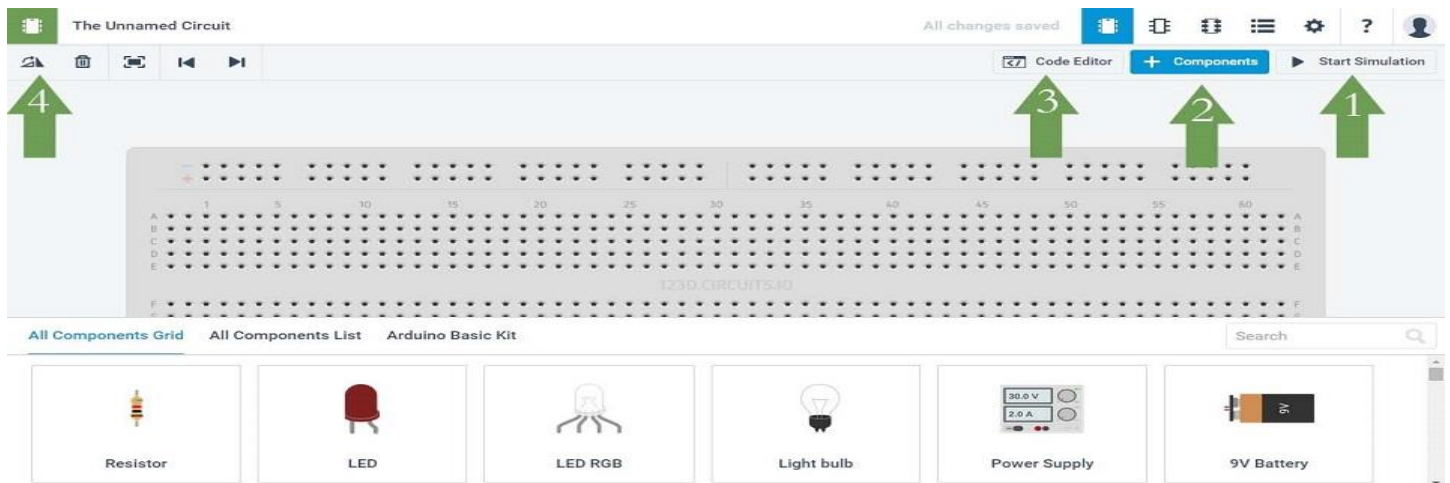 The Unnamed Circuit All changes saved ?
Code Editor + Components Start Simulation
4 3 2 1
- 
+
1 5 10 15 20 25 30 35 40 45 50 55 60
A A
B B
C C
D D
E E
123D.CIRCUITS.IO
F F
All Components Grid All Components List Arduino Basic Kit Search
30.0 V
2.0 A
9V
Resistor LED LED RGB Light bulb Power Supply 9V Battery